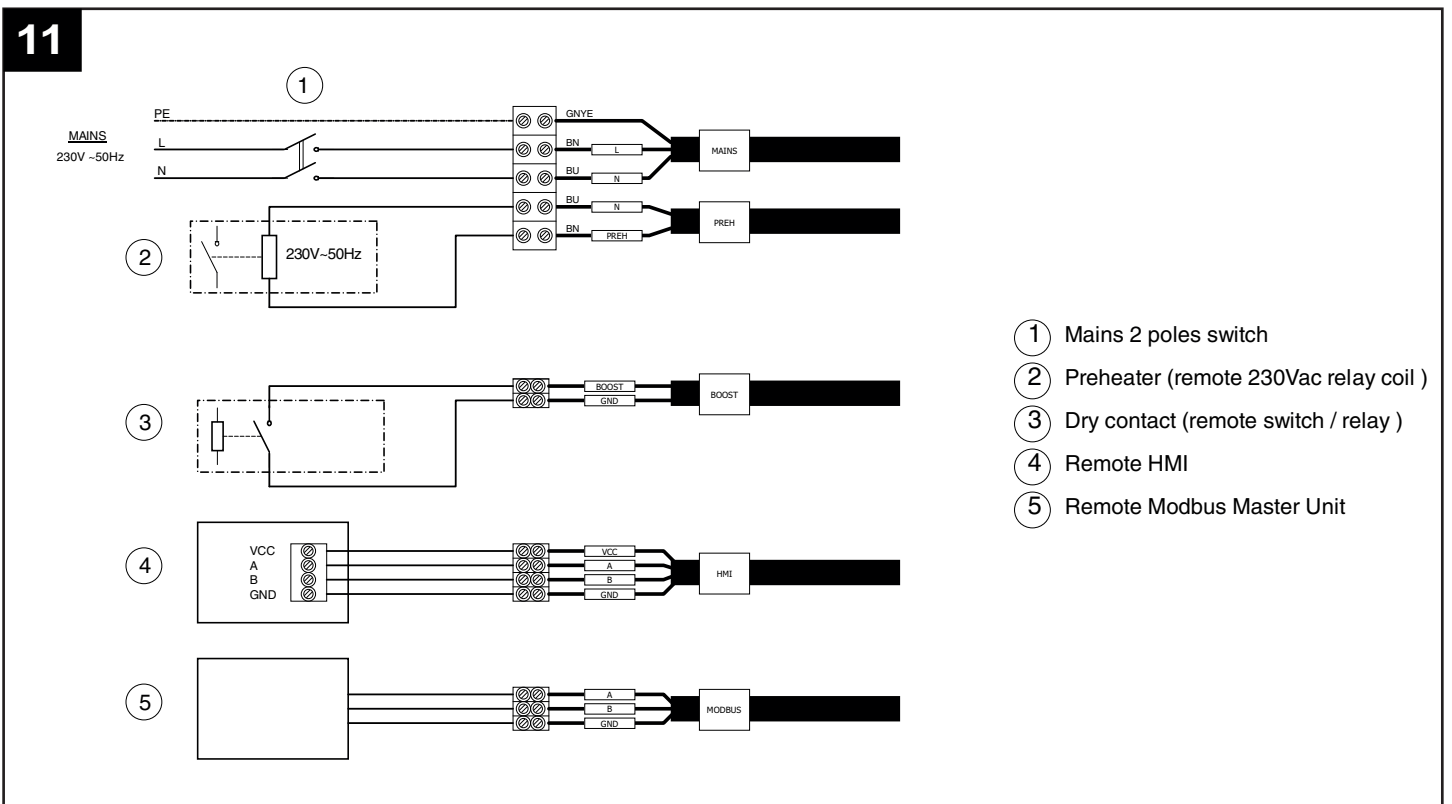 11
1
PE
MAINS
230V ~50Hz
L
N
GNYE
BN L
BU N
MAINS
BU N
BN PREH
PREH
2
230V~50Hz
3
BOOST
GND
BOOST
4
VCC
A
B
GND
VCC
A
B
GND
HMI
5
A
B
GND
MODBUS
1 Mains 2 poles switch
2 Preheater (remote 230Vac relay coil )
3 Dry contact (remote switch / relay )
4 Remote HMI
5 Remote Modbus Master Unit